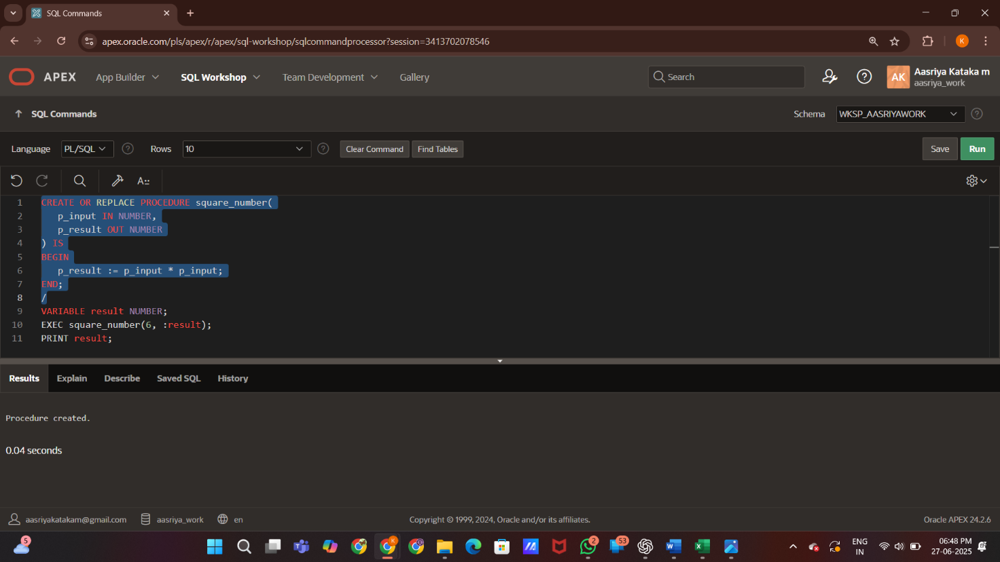 SQL Commands
apex.oracle.com/pls/apex/r/apex/sql-workshop/sqlcommandprocessor?session=3413702078546
K
APEX
App Builder
SQL Workshop
Team Development
Gallery
Search
AK
Aasriya Kataka m
aasriya_work
SQL Commands
Schema
WKSP_AASRIYAWORK
Language
PL/SQL
Rows
10
Clear Command
Find Tables
Save
Run
A::
1 CREATE OR REPLACE PROCEDURE square_number(
2 p_input IN NUMBER,
3 p_result OUT NUMBER
4 ) IS
5 BEGIN
6 p_result := p_input * p_input;
7 END;
8 /
9 VARIABLE result NUMBER;
10 EXEC square_number(6, :result);
11 PRINT result;
Results
Explain
Describe
Saved SQL
History
Procedure created.
0.04 seconds
aasriyakatakam@gmail.com
aasriya_work
en
Copyright © 1999, 2024, Oracle and/or its affiliates.
Oracle APEX 24.2.6
5
K
2
53
ENG
IN
06:48 PM
27-06-2025